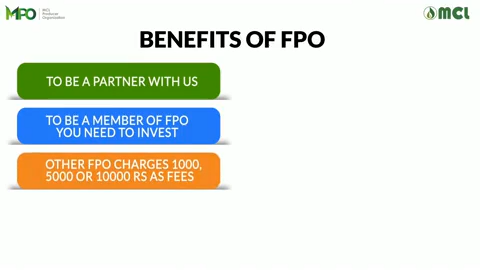 MPO
MCL
Producer
Organization
MCL
BENEFITS OF FPO
TO BE A PARTNER WITH US
TO BE A MEMBER OF FPO
YOU NEED TO INVEST
OTHER FPO CHARGES 1000,
5000 OR 10000 RS AS FEES